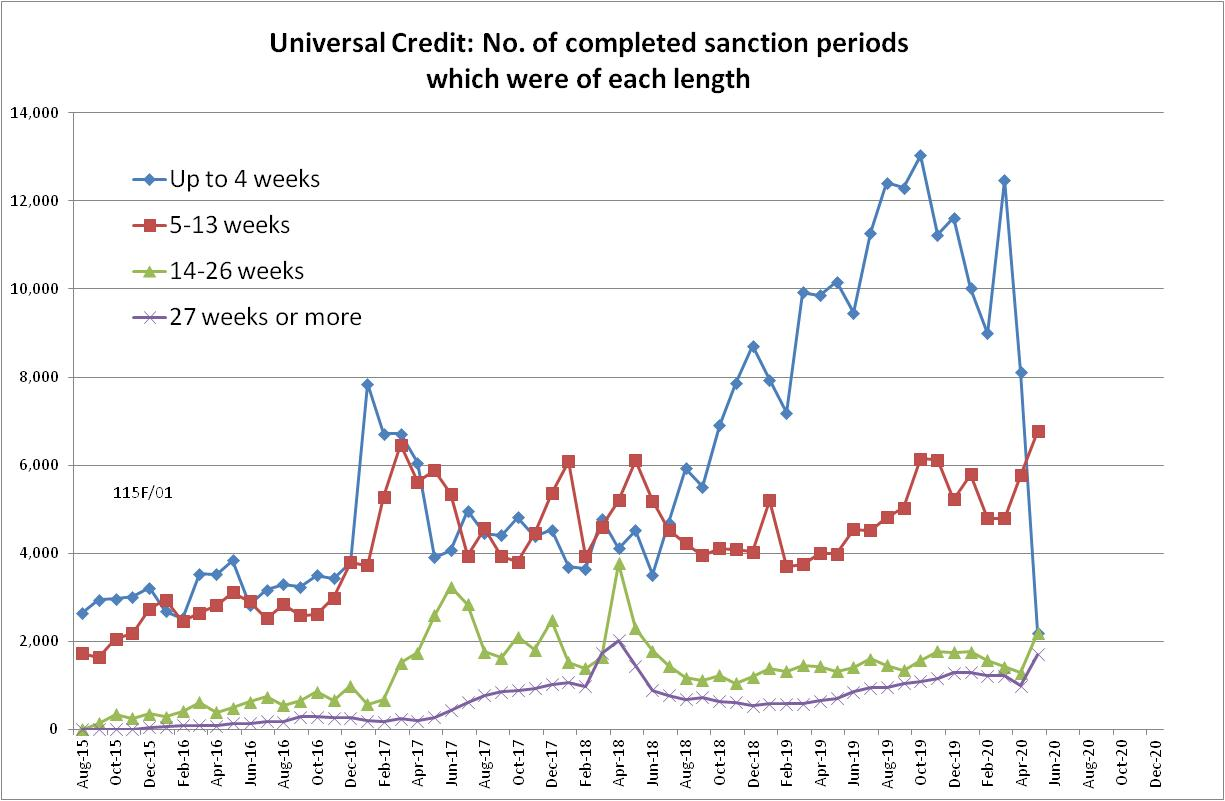 Universal Credit: No. of completed sanction periods
which were of each length
14,000
12,000
10,000
8,000
6,000
4,000
2,000
0
Up to 4 weeks
5-13 weeks
14-26 weeks
27 weeks or more
115F/01
Aug-15
Oct-15
Dec-15
Feb-16
Apr-16
Jun-16
Aug-16
Oct-16
Dec-16
Feb-17
Apr-17
Jun-17
Aug-17
Oct-17
Dec-17
Feb-18
Apr-18
Jun-18
Aug-18
Oct-18
Dec-18
Feb-19
Apr-19
Jun-19
Aug-19
Oct-19
Dec-19
Feb-20
Apr-20
Jun-20
Aug-20
Oct-20
Dec-20